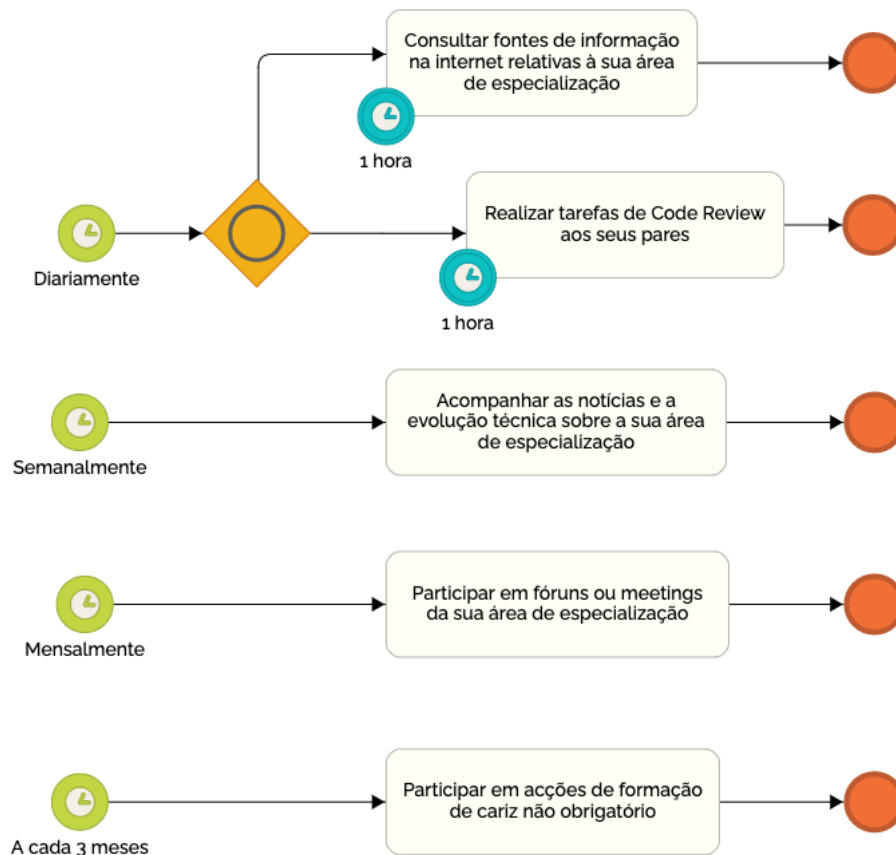 Consultar fontes de informação
na internet relativas à sua área
de especialização
1 hora
Realizar tarefas de Code Review
aos seus pares
Diariamente
1 hora
Acompanhar as notícias e a
evolução técnica sobre a sua área
de especialização
Semanalmente
Participar em fóruns ou meetings
da sua área de especialização
Mensalmente
Participar em acções de formação
de cariz não obrigatório
A cada 3 meses